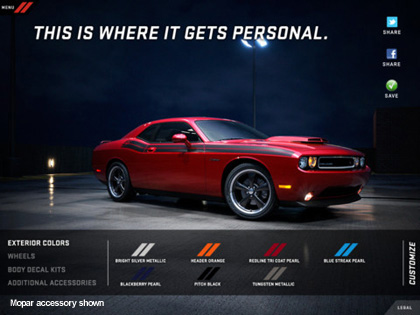 MENU
THIS IS WHERE IT GETS PERSONAL.
SHARE
SHARE
SAVE
EXTERIOR COLORS
WHEELS
BODY DECAL KITS
ADDITIONAL ACCESSORIES
BRIGHT SILVER METALLIC
HEADER ORANGE
REDLINE TRI COAT PEARL
BLUE STREAK PEARL
BLACKBERRY PEARL
PITCH BLACK
TUNGSTEN METALLIC
CUSTOMIZE
Mopar accessory shown
LEGAL